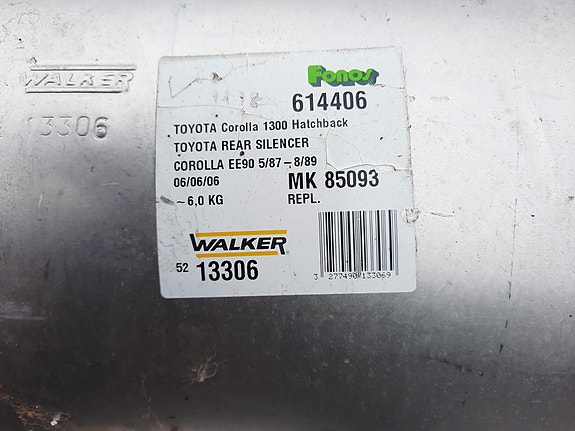 WALKER
13306
Fonos
614406
TOYOTA Corolla 1300 Hatchback
TOYOTA REAR SILENCER
COROLLA EE90 5/87 – 8/89
06/06/06 MK 85093
~ 6,0 KG REPL.
WALKER
52 13306
3 277490 133069